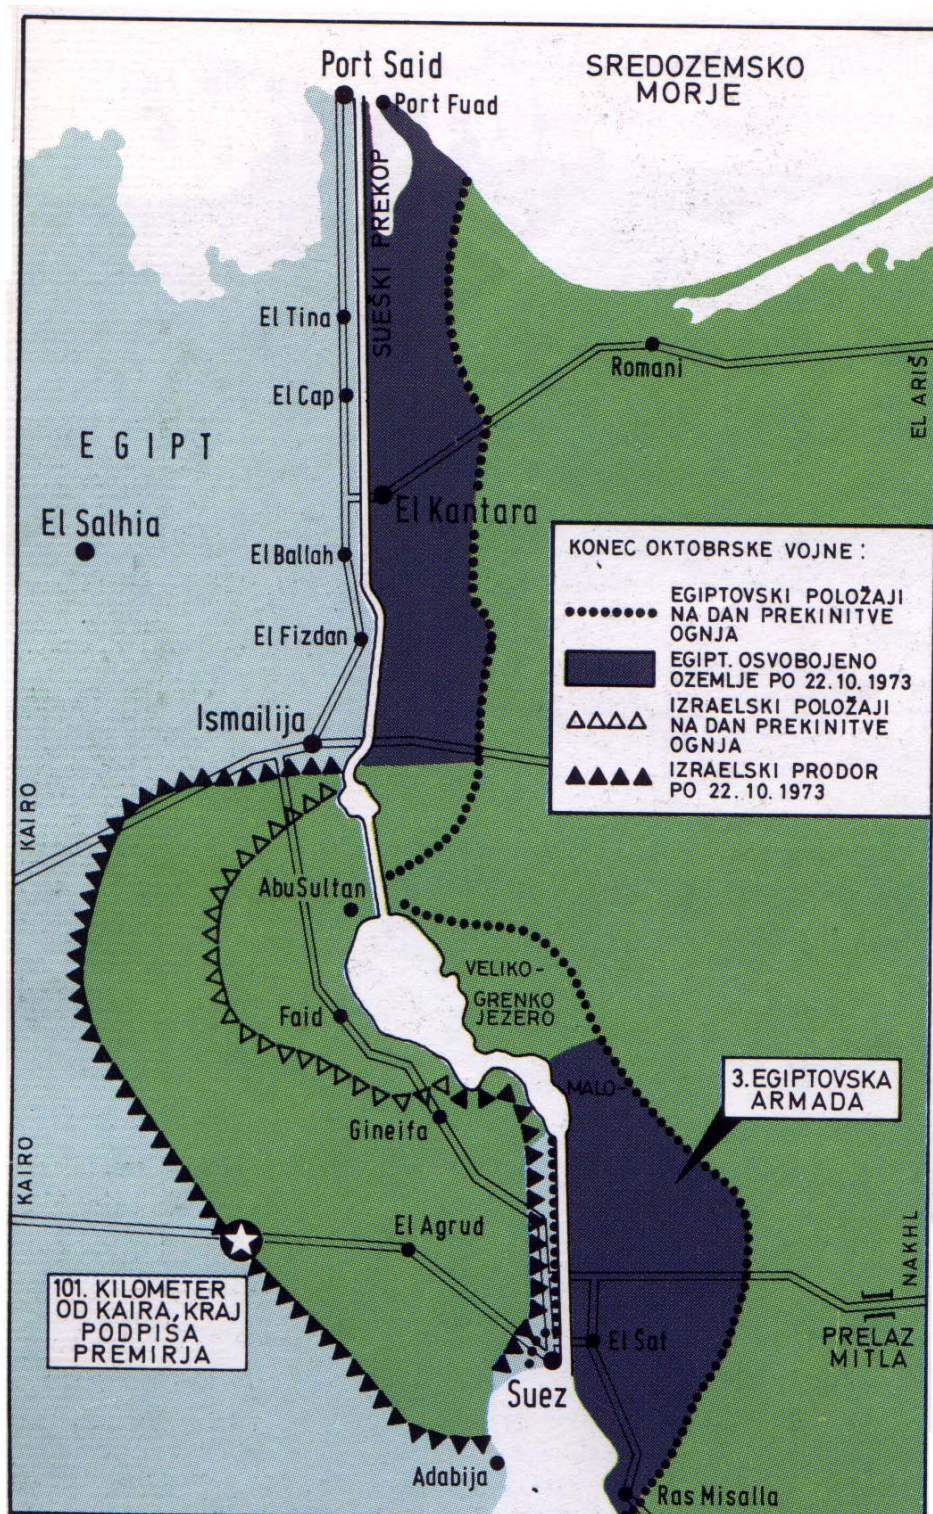 Port Said
Port Fuad
SREDOZEMSKO
MORJE
SUEŠKI PREKOP
El Tina
El Cap
Romani
EL ARIŠ
EGIPT
El Salhia
El Kantara
El Ballah
El Fizdan
Ismailija
KONEC OKTOBRSKE VOJNE:
EGIPTOVSKI POLOŽAJI
NA DAN PREKINITVE
OGNJA
EGIPT. OSVOBOJENO
OZEMLJE PO 22.10.1973
IZRAELSKI POLOŽAJI
NA DAN PREKINITVE
OGNJA
IZRAELSKI PRODOR
PO 22.10.1973
KAIRO
Abu Sultan
VELIKO-
GRENKO
JEZERO
Faid
MALO-
3. EGIPTOVSKA
ARMADA
Gineifa
KAIRO
El Agrud
NAKHL
101. KILOMETER
OD KAIRA, KRAJ
PODPISA
PREMIRJA
El Sat
PRELAZ
MITLA
Suez
Adabija
Ras Misalla